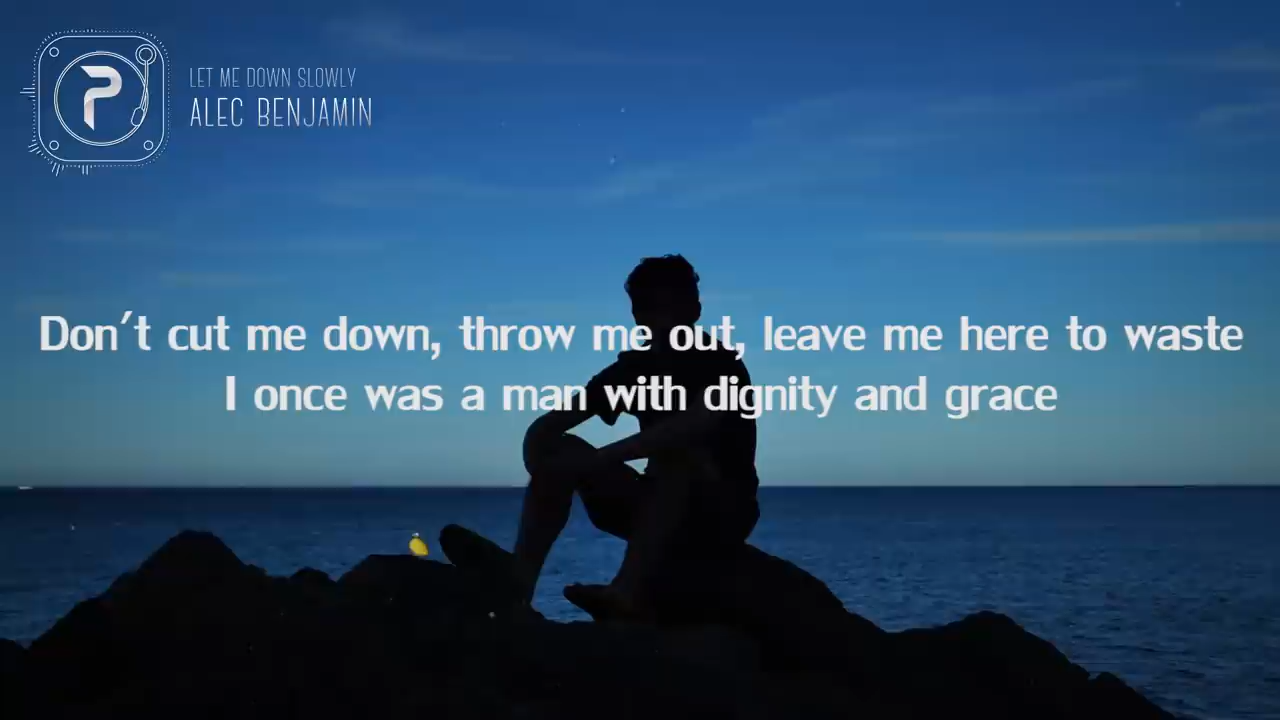 LET ME DOWN SLOWLY
ALEC BENJAMIN
Don't cut me down, throw me out, leave me here to waste
I once was a man with dignity and grace